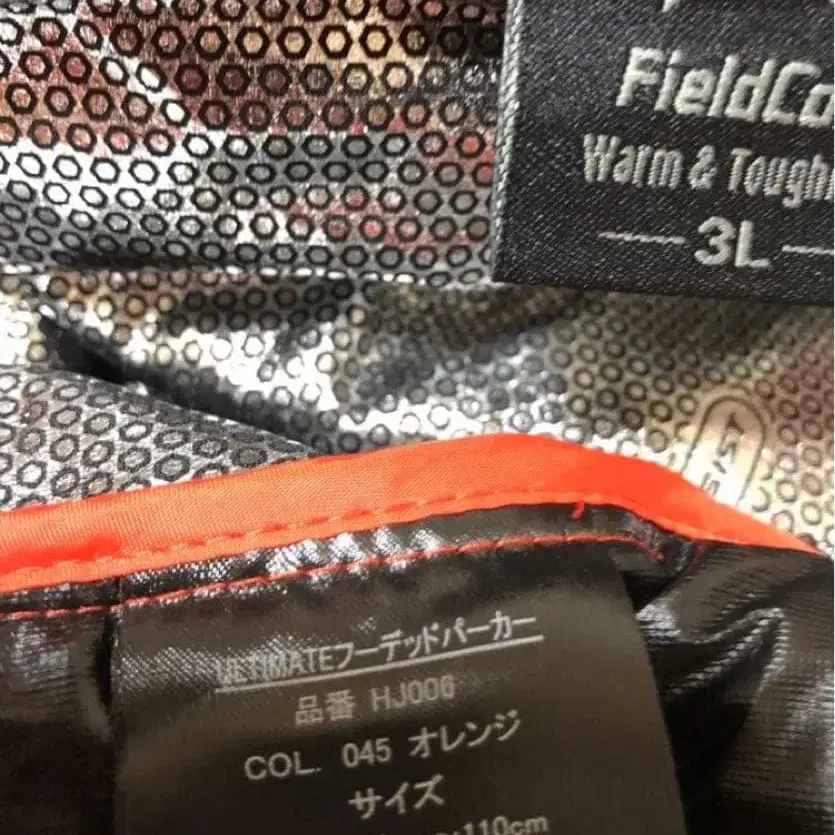 FieldCo
Warm & Tough
3L
ULTIMATEフーデッドパーカー
品番 HJ006
COL. 045 オレンジ
サイズ
110cm